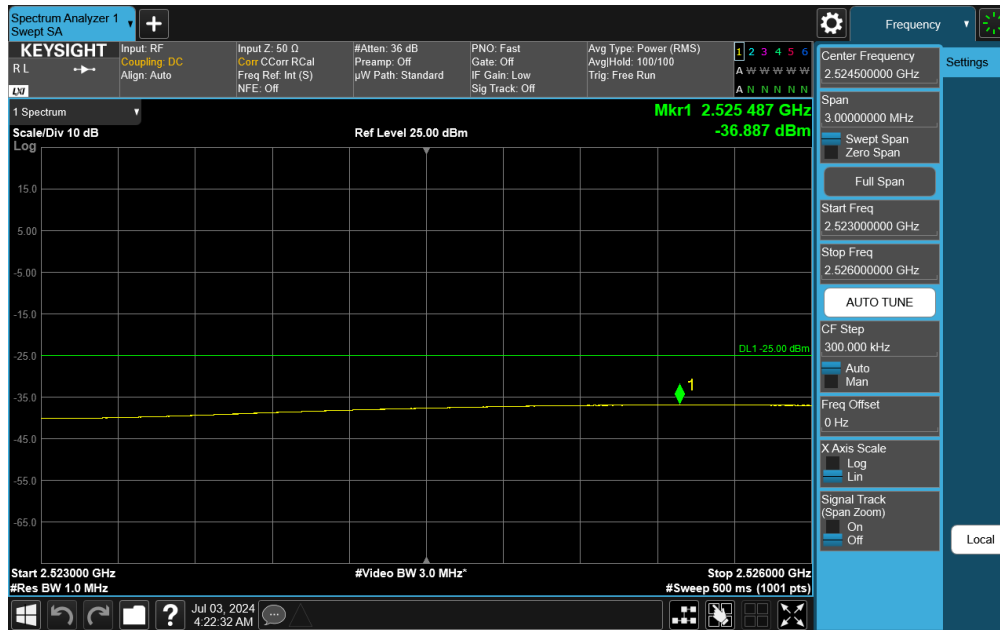 Spectrum Analyzer 1
Swept SA
Frequency
KEYSIGHT
R L
LXI
Input: RF
Coupling: DC
Align: Auto
Input Z: 50 Ω
Corr CCorr RCal
Freq Ref: Int (S)
NFE: Off
#Atten: 36 dB
Preamp: Off
µW Path: Standard
PNO: Fast
Gate: Off
IF Gain: Low
Sig Track: Off
Avg Type: Power (RMS)
Avg|Hold: 100/100
Trig: Free Run
1 2 3 4 5 6
A W W W W W
A N N N N N
1 Spectrum
Mkr1 2.525 487 GHz
-36.887 dBm
Scale/Div 10 dB
Ref Level 25.00 dBm
Log
15.0
5.00
-5.00
-15.0
-25.0
-35.0
-45.0
-55.0
-65.0
DL1 -25.00 dBm
1
Start 2.523000 GHz
#Video BW 3.0 MHz*
Stop 2.526000 GHz
#Res BW 1.0 MHz
#Sweep 500 ms (1001 pts)
?
Jul 03, 2024
4:22:32 AM
Center Frequency
2.524500000 GHz
Span
3.00000000 MHz
Swept Span
Zero Span
Full Span
Start Freq
2.523000000 GHz
Stop Freq
2.526000000 GHz
AUTO TUNE
CF Step
300.000 kHz
Auto
Man
Freq Offset
0 Hz
X Axis Scale
Log
Lin
Signal Track
(Span Zoom)
On
Off
Settings
Local